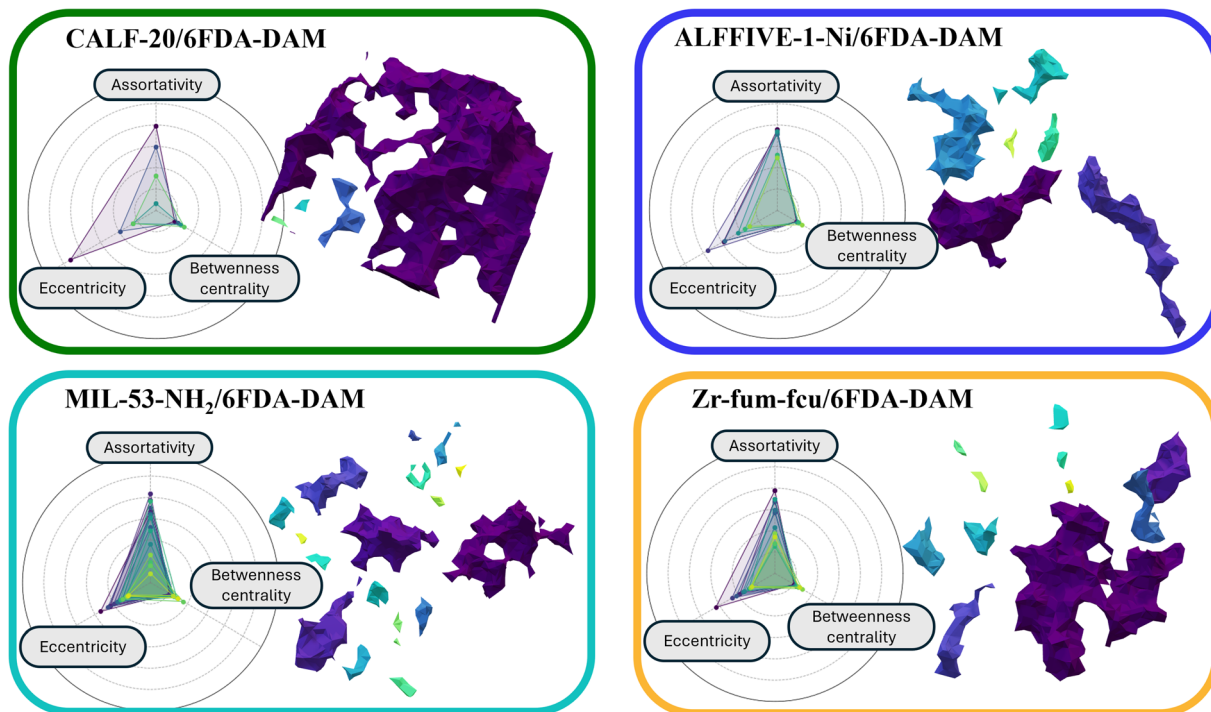 CALF-20/6FDA-DAM
Assortativity
Eccentricity
Betwenness
centrality
ALFFIVE-1-Ni/6FDA-DAM
Assortativity
Betwenness
centrality
Eccentricity
MIL-53-NH₂/6FDA-DAM
Assortativity
Betwenness
centrality
Eccentricity
Zr-fum-fcu/6FDA-DAM
Assortativity
Betweenness
centrality
Eccentricity